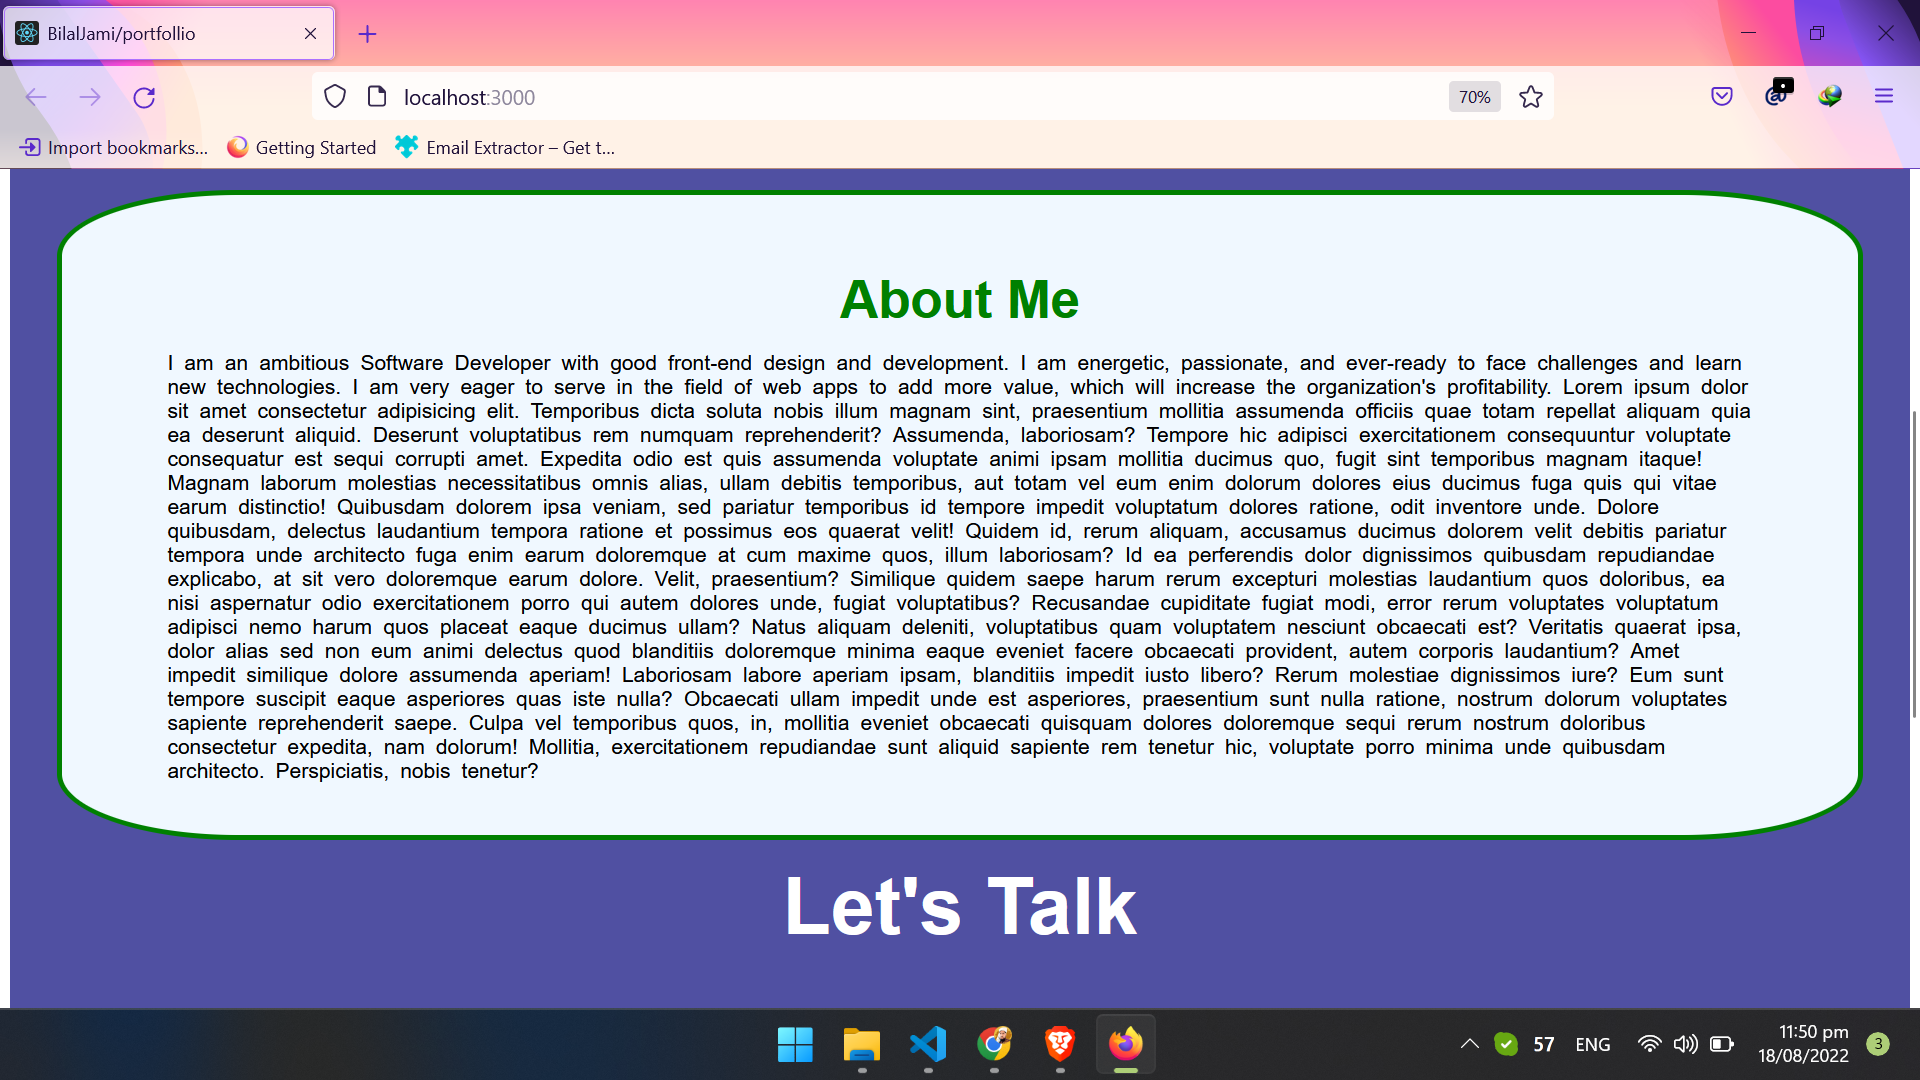 BilalJami/portfollio
localhost:3000
70%
Import bookmarks...
Getting Started
Email Extractor – Get t...
About Me
I am an ambitious Software Developer with good front-end design and development. I am energetic, passionate, and ever-ready to face challenges and learn
new technologies. I am very eager to serve in the field of web apps to add more value, which will increase the organization's profitability. Lorem ipsum dolor
sit amet consectetur adipisicing elit. Temporibus dicta soluta nobis illum magnam sint, praesentium mollitia assumenda officiis quae totam repellat aliquam quia
ea deserunt aliquid. Deserunt voluptatibus rem numquam reprehenderit? Assumenda, laboriosam? Tempore hic adipisci exercitationem consequuntur voluptate
consequatur est sequi corrupti amet. Expedita odio est quis assumenda voluptate animi ipsam mollitia ducimus quo, fugit sint temporibus magnam itaque!
Magnam laborum molestias necessitatibus omnis alias, ullam debitis temporibus, aut totam vel eum enim dolorum dolores eius ducimus fuga quis qui vitae
earum distinctio! Quibusdam dolorem ipsa veniam, sed pariatur temporibus id tempore impedit voluptatum dolores ratione, odit inventore unde. Dolore
quibusdam, delectus laudantium tempora ratione et possimus eos quaerat velit! Quidem id, rerum aliquam, accusamus ducimus dolorem velit debitis pariatur
tempora unde architecto fuga enim earum doloremque at cum maxime quos, illum laboriosam? Id ea perferendis dolor dignissimos quibusdam repudiandae
explicabo, at sit vero doloremque earum dolore. Velit, praesentium? Similique quidem saepe harum rerum excepturi molestias laudantium quos doloribus, ea
nisi aspernatur odio exercitationem porro qui autem dolores unde, fugiat voluptatibus? Recusandae cupiditate fugiat modi, error rerum voluptates voluptatum
adipisci nemo harum quos placeat eaque ducimus ullam? Natus aliquam deleniti, voluptatibus quam voluptatem nesciunt obcaecati est? Veritatis quaerat ipsa,
dolor alias sed non eum animi delectus quod blanditiis doloremque minima eaque eveniet facere obcaecati provident, autem corporis laudantium? Amet
impedit similique dolore assumenda aperiam! Laboriosam labore aperiam ipsam, blanditiis impedit iusto libero? Rerum molestiae dignissimos iure? Eum sunt
tempore suscipit eaque asperiores quas iste nulla? Obcaecati ullam impedit unde est asperiores, praesentium sunt nulla ratione, nostrum dolorum voluptates
sapiente reprehenderit saepe. Culpa vel temporibus quos, in, mollitia eveniet obcaecati quisquam dolores doloremque sequi rerum nostrum doloribus
consectetur expedita, nam dolorum! Mollitia, exercitationem repudiandae sunt aliquid sapiente rem tenetur hic, voluptate porro minima unde quibusdam
architecto. Perspiciatis, nobis tenetur?
Let's Talk
57
ENG
11:50 pm
18/08/2022
3